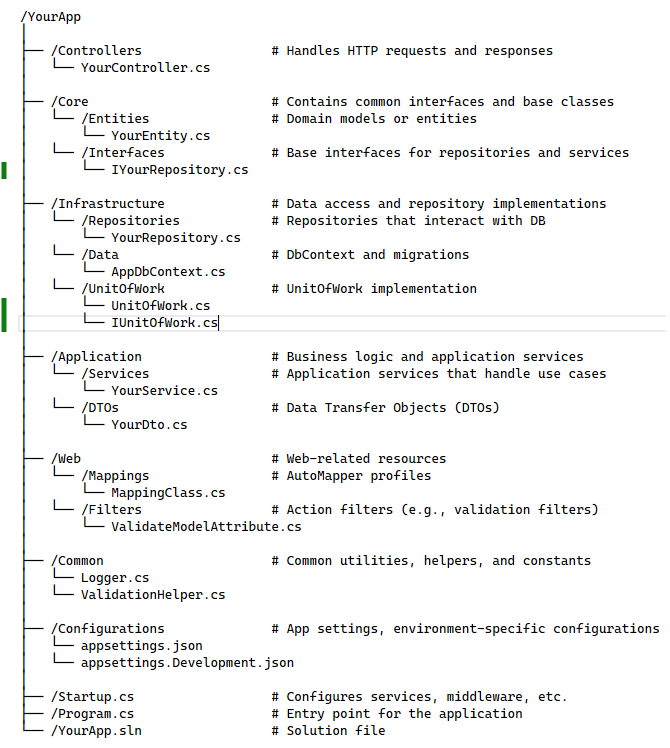 /YourApp
│
├── /Controllers                 # Handles HTTP requests and responses
│   └── YourController.cs
│
├── /Core                        # Contains common interfaces and base classes
│   └── /Entities                # Domain models or entities
│       └── YourEntity.cs
│   └── /Interfaces              # Base interfaces for repositories and services
│       └── IYourRepository.cs
│
├── /Infrastructure              # Data access and repository implementations
│   └── /Repositories            # Repositories that interact with DB
│       └── YourRepository.cs
│   └── /Data                    # DbContext and migrations
│       └── AppDbContext.cs
│   └── /UnitOfWork              # UnitOfWork implementation
│       └── UnitOfWork.cs
│       └── IUnitOfWork.cs
│
├── /Application                 # Business logic and application services
│   └── /Services                # Application services that handle use cases
│       └── YourService.cs
│   └── /DTOs                    # Data Transfer Objects (DTOs)
│       └── YourDto.cs
│
├── /Web                         # Web-related resources
│   └── /Mappings                # AutoMapper profiles
│       └── MappingClass.cs
│   └── /Filters                 # Action filters (e.g., validation filters)
│       └── ValidateModelAttribute.cs
│
├── /Common                      # Common utilities, helpers, and constants
│   └── Logger.cs
│   └── ValidationHelper.cs
│
├── /Configurations              # App settings, environment-specific configurations
│   └── appsettings.json
│   └── appsettings.Development.json
│
├── /Startup.cs                  # Configures services, middleware, etc.
├── /Program.cs                  # Entry point for the application
└── /YourApp.sln                 # Solution file